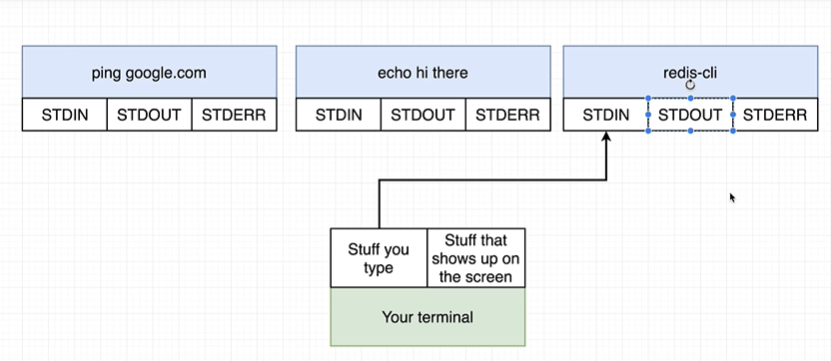 ping google.com
echo hi there
redis-cli
STDIN
STDOUT
STDERR
STDIN
STDOUT
STDERR
STDIN
STDOUT
STDERR
Stuff you
type
Stuff that
shows up on
the screen
Your terminal